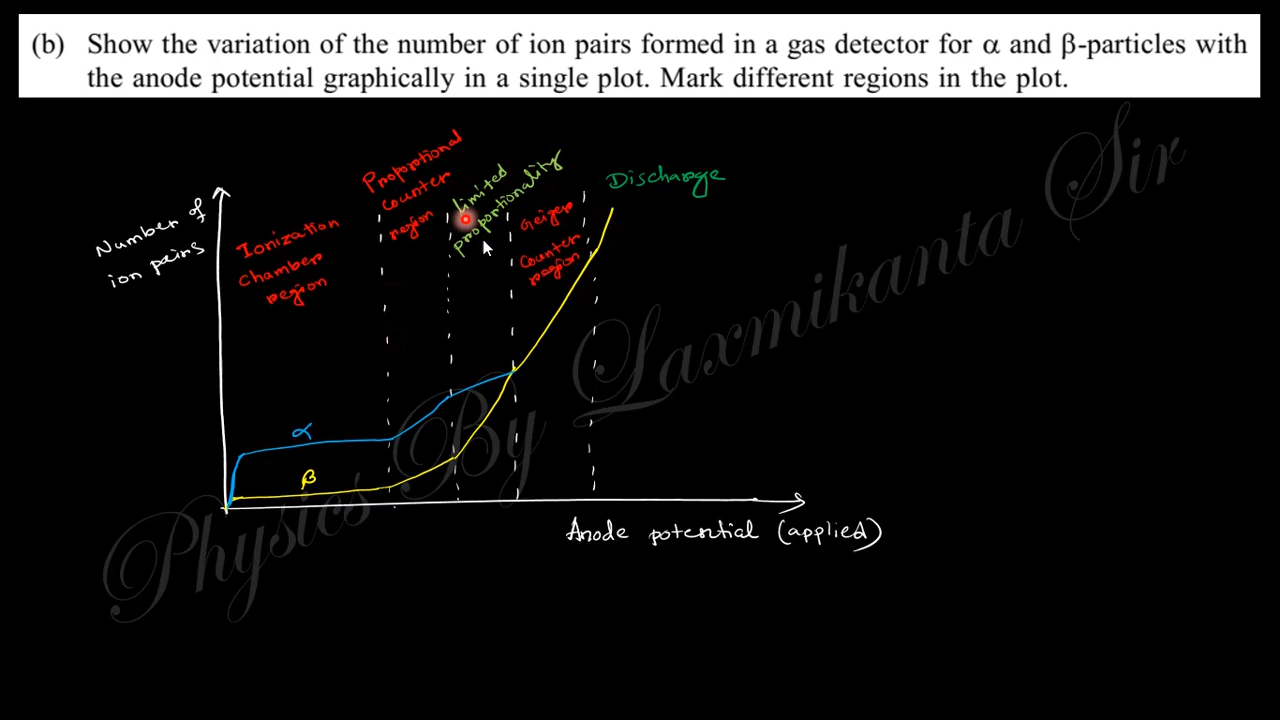 (b) Show the variation of the number of ion pairs formed in a gas detector for α and β-particles with
the anode potential graphically in a single plot. Mark different regions in the plot.
Number of
ion pairs
Ionization
chamber
region
Proportional
counter
region
limited
proportionality
Geiger
Counter
region
Discharge
α
β
Anode potential (applied)
Physics By Laxmikanta Sir